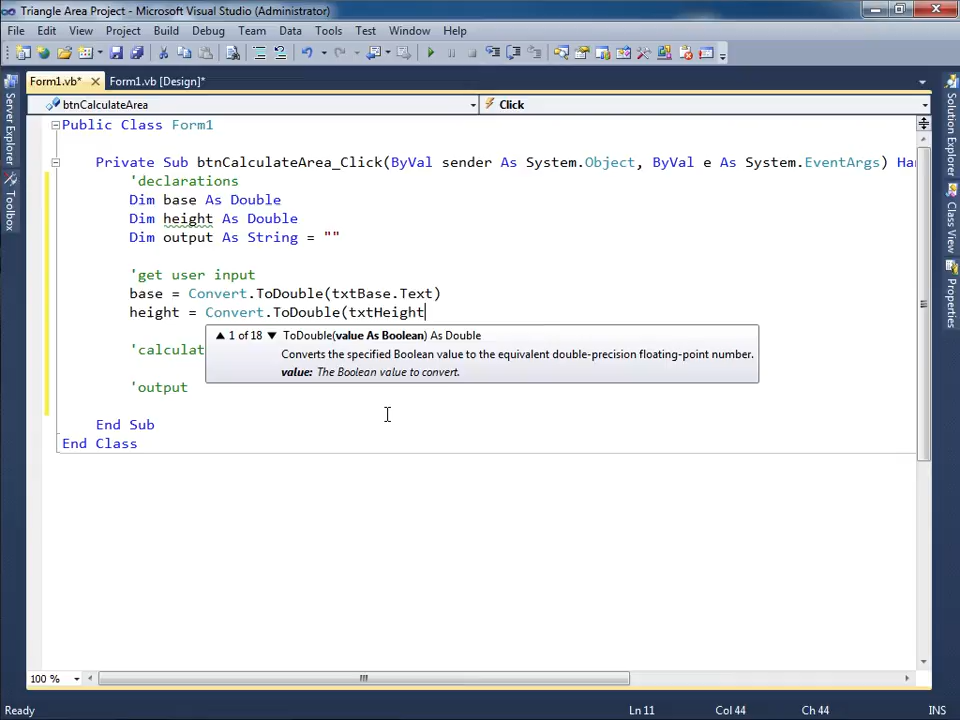 Triangle Area Project - Microsoft Visual Studio (Administrator)
File Edit View Project Build Debug Team Data Tools Test Window Help
Form1.vb* Form1.vb [Design]*
btnCalculateArea Click
Public Class Form1
Private Sub btnCalculateArea_Click(ByVal sender As System.Object, ByVal e As System.EventArgs) Han
'declarations
Dim base As Double
Dim height As Double
Dim output As String = ""
'get user input
base = Convert.ToDouble(txtBase.Text)
height = Convert.ToDouble(txtHeight
1 of 18 ToDouble(value As Boolean) As Double
Converts the specified Boolean value to the equivalent double-precision floating-point number.
value: The Boolean value to convert.
'calculat
'output
End Sub
End Class
Server Explorer
Toolbox
Solution Explorer
Class View
Properties
100 %
Ready Ln 11 Col 44 Ch 44 INS